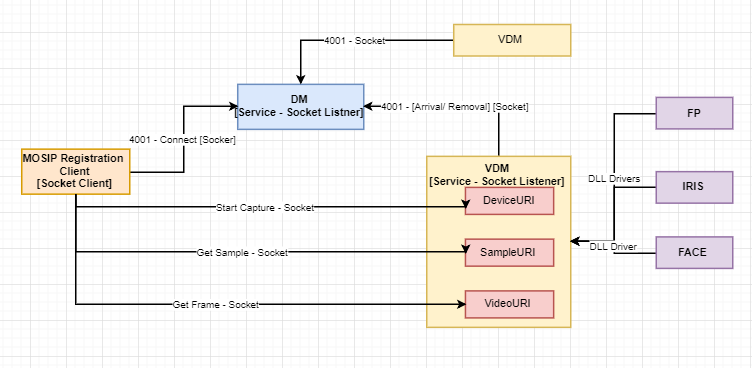 VDM
4001 - Socket
DM
[Service - Socket Listner]
4001 - [Arrival/ Removal] [Socket]
FP
4001 - Connect [Socker]
MOSIP Registration
Client
[Socket Client]
VDM
[Service - Socket Listener]
DLL Drivers
IRIS
Start Capture - Socket
DeviceURI
DLL Driver
Get Sample - Socket
SampleURI
FACE
Get Frame - Socket
VideoURI